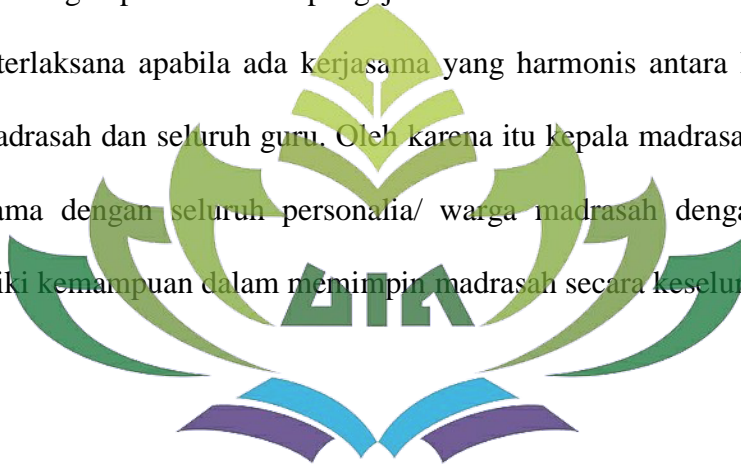 terlaksana apabila ada kerjasama yang harmonis antara
adrasah dan seluruh guru. Oleh karena itu kepala madrasa
ama dengan seluruh personalia/ warga madrasah denga
iki kemampuan dalam memimpin madrasah secara keselur
UIN